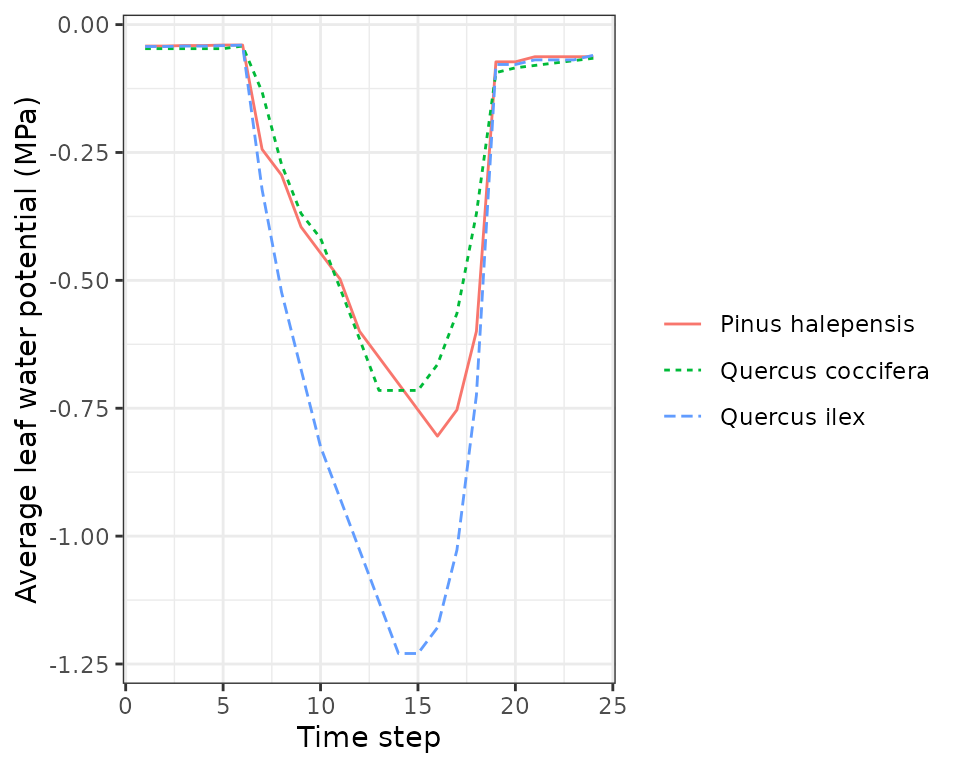 Average leaf water potential (MPa)
0.00
-0.25
-0.50
-0.75
-1.00
-1.25
0 5 10 15 20 25
Time step
Pinus halepensis
Quercus coccifera
Quercus ilex